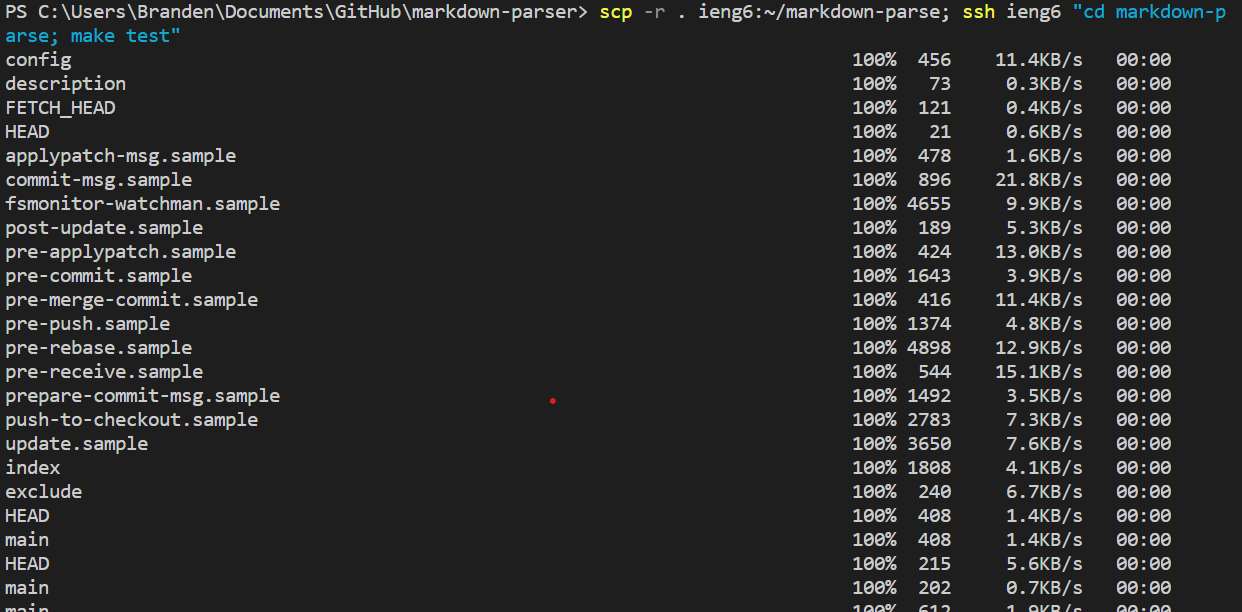 PS C:\Users\Branden\Documents\GitHub\markdown-parser> scp -r . ieng6:~/markdown-parse; ssh ieng6 "cd markdown-p
arse; make test"
config 100% 456 11.4KB/s 00:00
description 100% 73 0.3KB/s 00:00
FETCH_HEAD 100% 121 0.4KB/s 00:00
HEAD 100% 21 0.6KB/s 00:00
applypatch-msg.sample 100% 478 1.6KB/s 00:00
commit-msg.sample 100% 896 21.8KB/s 00:00
fsmonitor-watchman.sample 100% 4655 9.9KB/s 00:00
post-update.sample 100% 189 5.3KB/s 00:00
pre-applypatch.sample 100% 424 13.0KB/s 00:00
pre-commit.sample 100% 1643 3.9KB/s 00:00
pre-merge-commit.sample 100% 416 11.4KB/s 00:00
pre-push.sample 100% 1374 4.8KB/s 00:00
pre-rebase.sample 100% 4898 12.9KB/s 00:00
pre-receive.sample 100% 544 15.1KB/s 00:00
prepare-commit-msg.sample 100% 1492 3.5KB/s 00:00
push-to-checkout.sample 100% 2783 7.3KB/s 00:00
update.sample 100% 3650 7.6KB/s 00:00
index 100% 1808 4.1KB/s 00:00
exclude 100% 240 6.7KB/s 00:00
HEAD 100% 408 1.4KB/s 00:00
main 100% 408 1.4KB/s 00:00
HEAD 100% 215 5.6KB/s 00:00
main 100% 202 0.7KB/s 00:00
main 100% 612 1.9KB/s 00:00